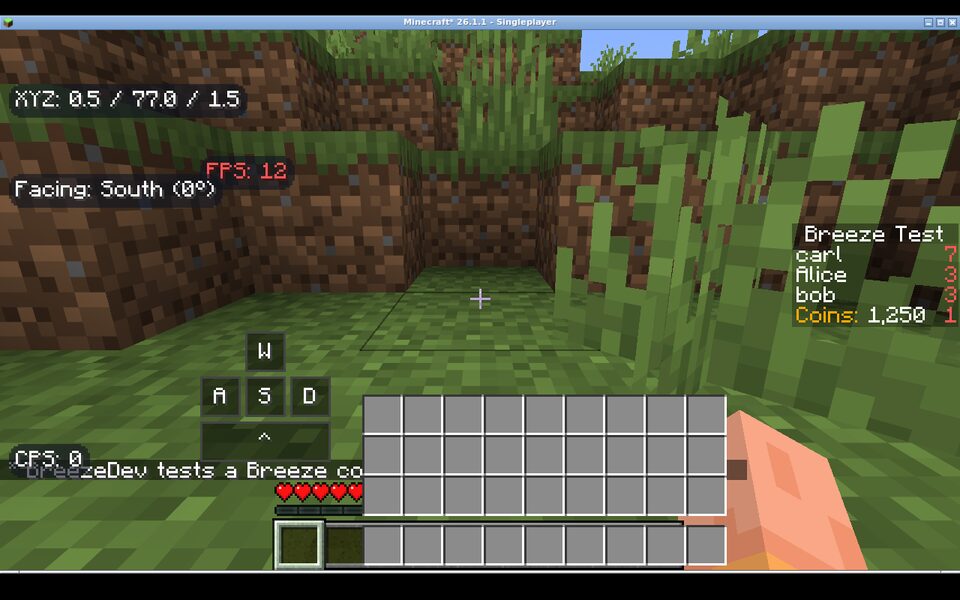 Minecraft* 26.1.1 - Singleplayer
XYZ: 0.5 / 77.0 / 1.5
FPS: 12
Facing: South (0°)
Breeze Test
carl 7
Alice 3
bob 3
Coins: 1,250 1
W
A S D
^
CPS: 0
BreezeDev tests a Breeze co